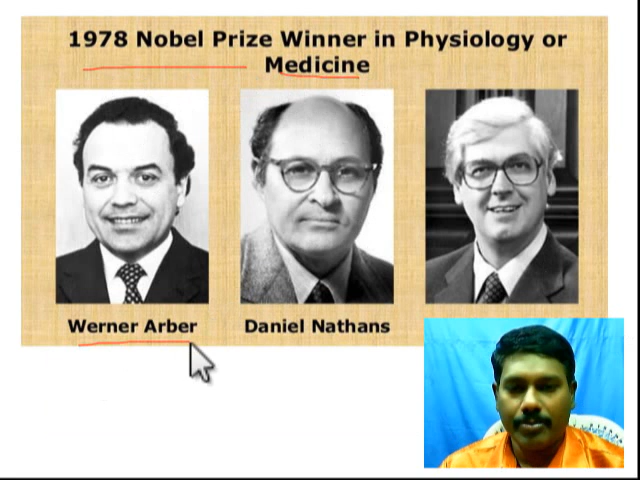 1978 Nobel Prize Winner in Physiology or
Medicine
Werner Arber
Daniel Nathans